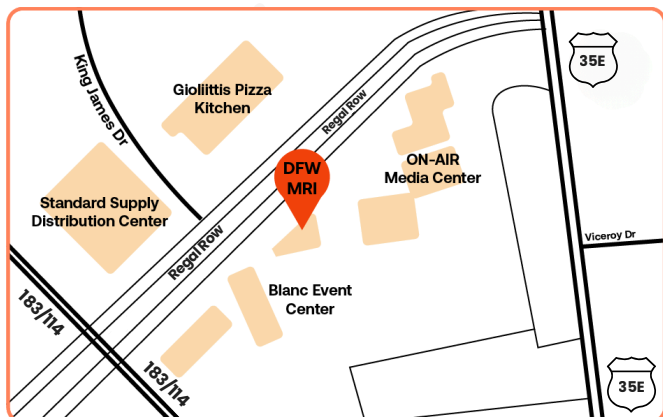 35E
King James Dr
Gioliittis Pizza
Kitchen
Regal Row
DFW
MRI
ON-AIR
Media Center
Standard Supply
Distribution Center
Regal Row
Viceroy Dr
183/114
Blanc Event
Center
183/114
35E